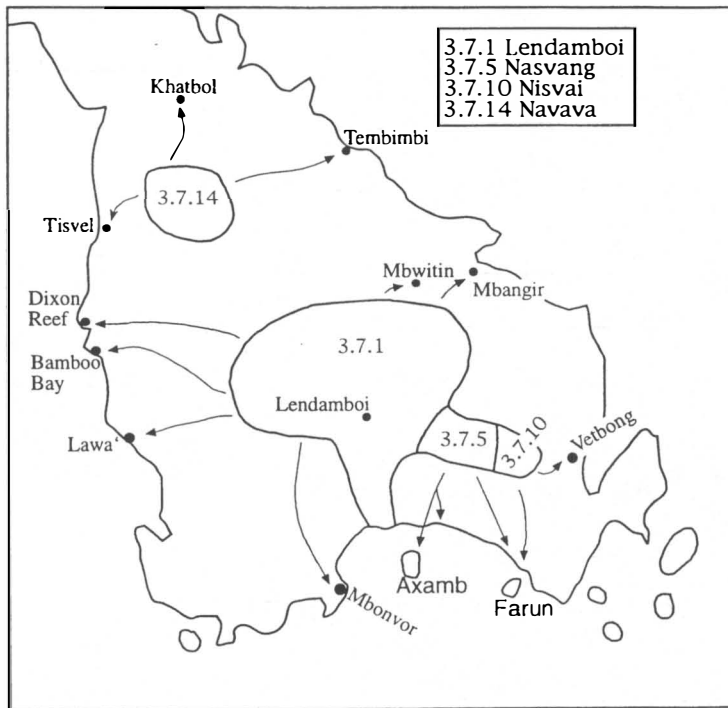 3.7.1 Lendamboi
3.7.5 Nasvang
3.7.10 Nisvai
3.7.14 Navava
Khatbol
Tembimbi
3.7.14
Tisvel
Mbwitin
Mbangir
Dixon
Reef
Bamboo
Bay
3.7.1
Lendamboi
Lawa‘
3.7.5
3.7.10
Vetbong
Mbonvor
Axamb
Farun